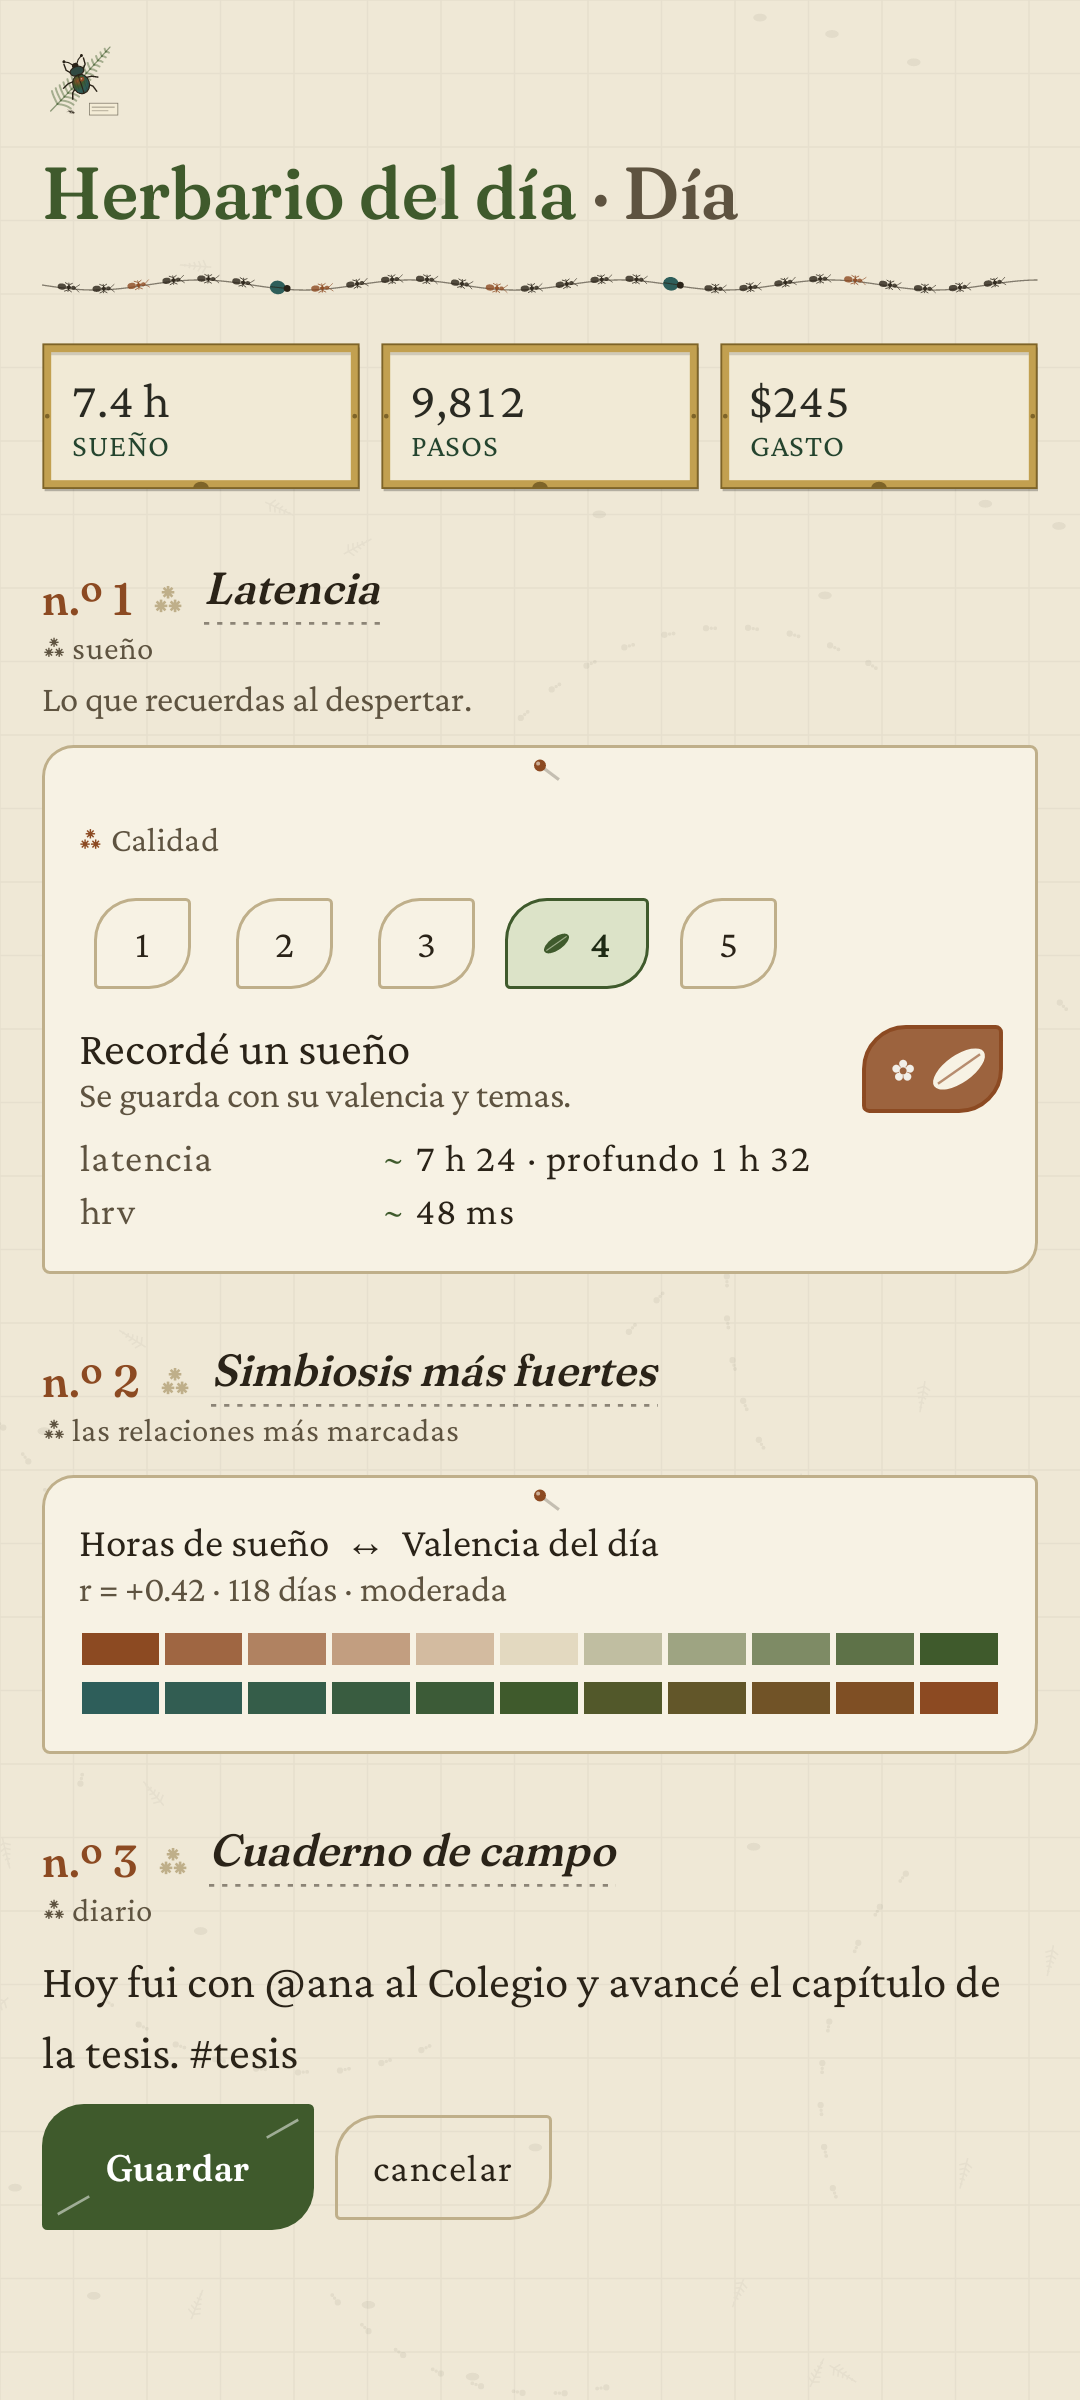 Herbario del día · Día
7.4 h
SUEÑO
9,812
PASOS
$245
GASTO
n.º 1 Latencia
sueño
Lo que recuerdas al despertar.
Calidad
1 2 3 4 5
Recordé un sueño
Se guarda con su valencia y temas.
latencia ~ 7 h 24 · profundo 1 h 32
hrv ~ 48 ms
n.º 2 Simbiosis más fuertes
las relaciones más marcadas
Horas de sueño ↔ Valencia del día
r = +0.42 · 118 días · moderada
n.º 3 Cuaderno de campo
diario
Hoy fui con @ana al Colegio y avancé el capítulo de
la tesis. #tesis
Guardar
cancelar